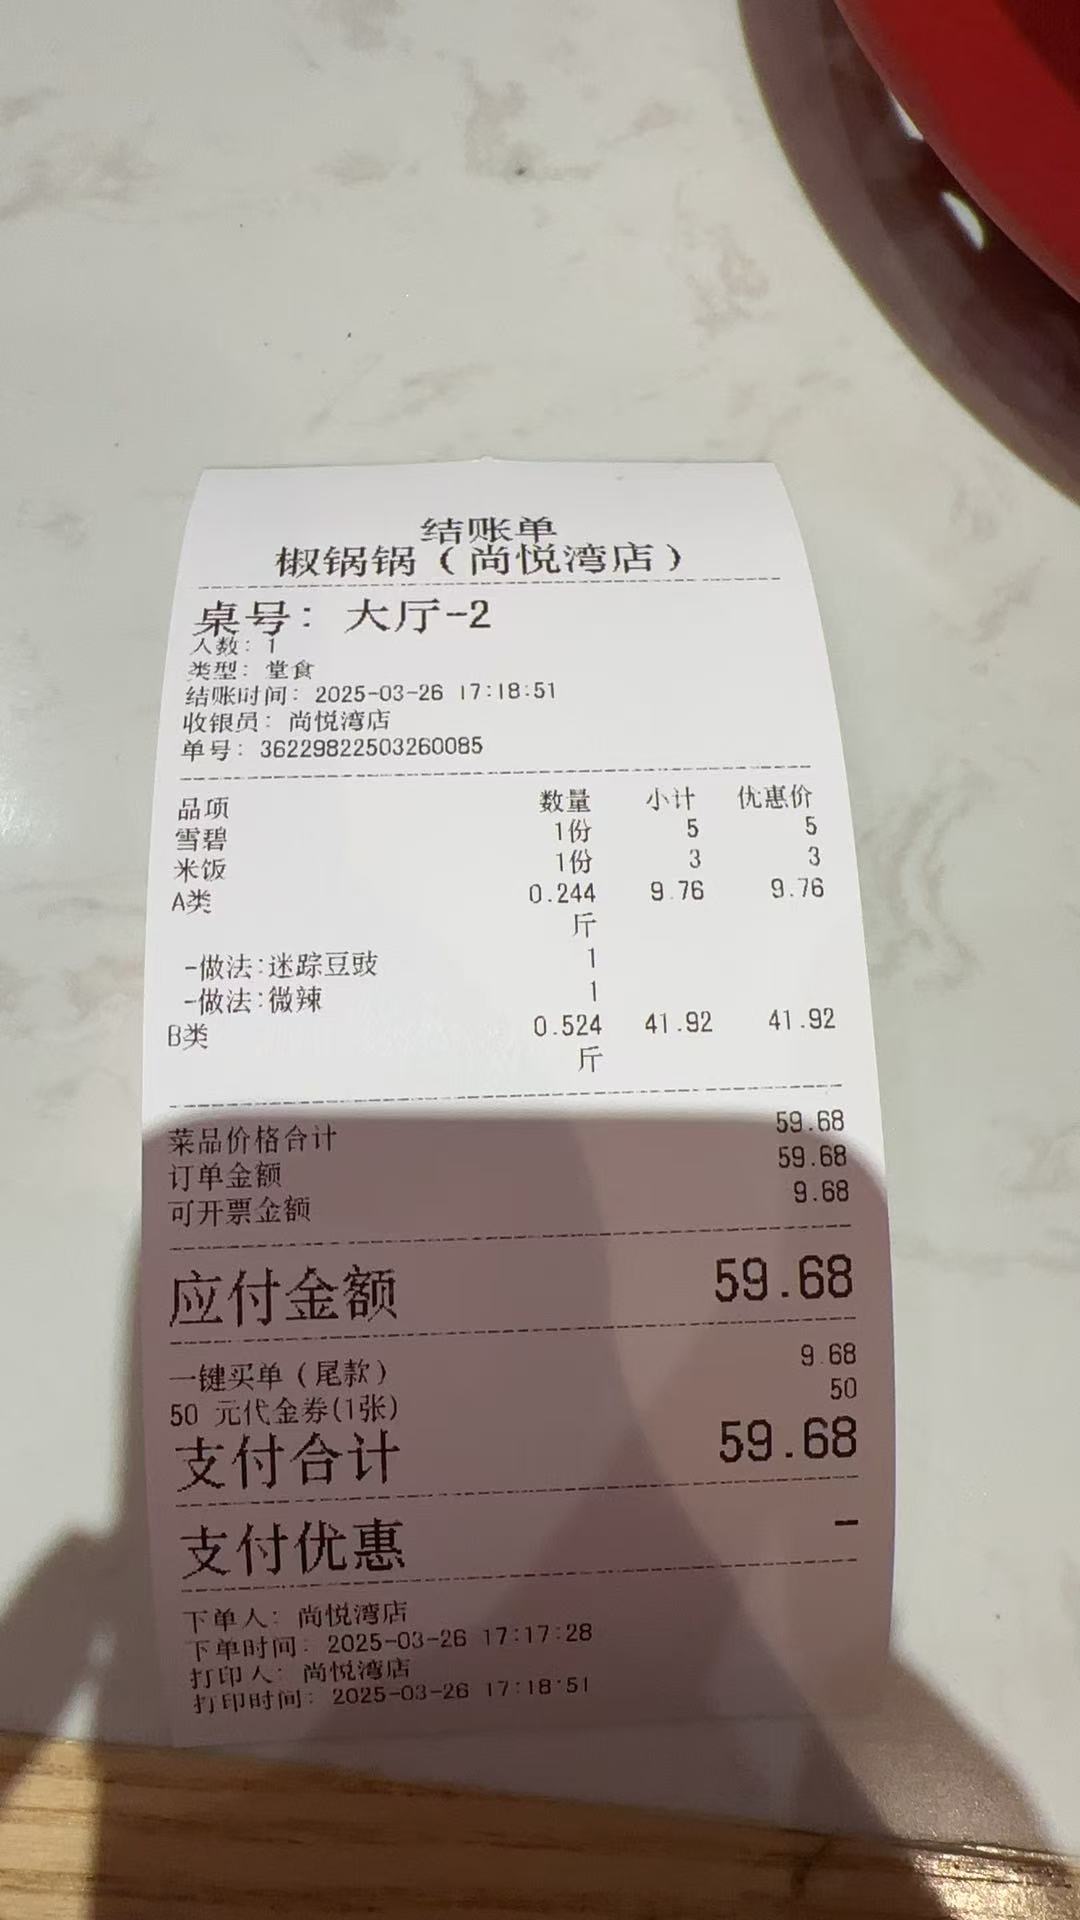 结账单
椒锅锅（尚悦湾店）
桌号： 大厅-2
人数：1
类型：堂食
结账时间：2025-03-26 17:18:51
收银员：尚悦湾店
单号：36229822503260085
品项 数量 小计 优惠价
雪碧 1份 5 5
米饭 1份 3 3
A类 0.244 9.76 9.76
斤
-做法:迷踪豆豉 1
-做法:微辣 1
B类 0.524 41.92 41.92
斤
菜品价格合计 59.68
订单金额 59.68
可开票金额 9.68
应付金额 59.68
一键买单（尾款） 9.68
50 元代金券(1张) 50
支付合计 59.68
支付优惠 -
下单人：尚悦湾店
下单时间：2025-03-26 17:17:28
打印人：尚悦湾店
打印时间：2025-03-26 17:18:51